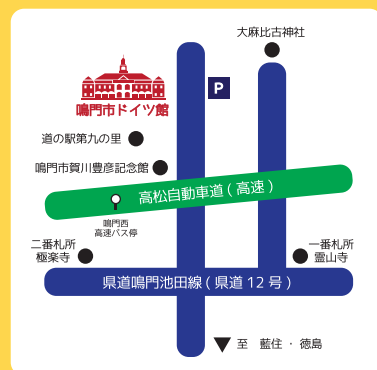 大麻比古神社
P
鳴門市ドイツ館
道の駅第九の里
鳴門市賀川豊彦記念館
高松自動車道(高速)
鳴門西
高速バス停
二番札所
極楽寺
一番札所
霊山寺
県道鳴門池田線(県道12号)
至 藍住・徳島